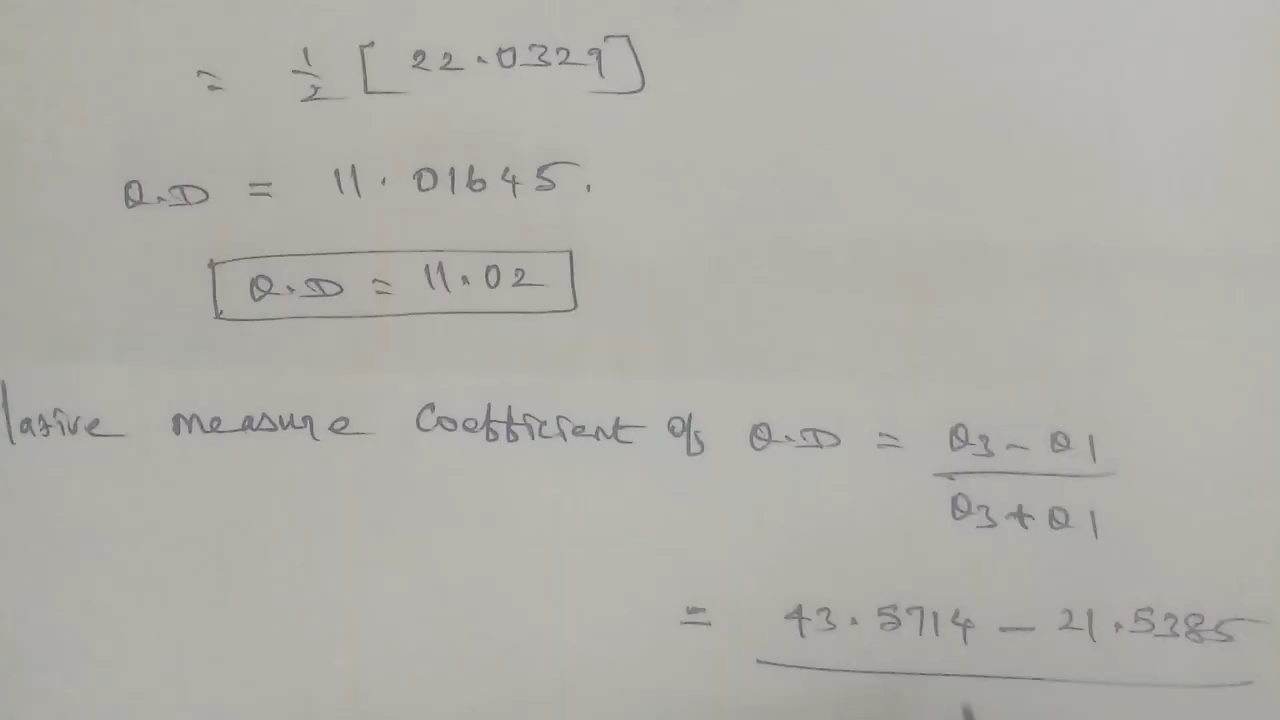 = 1/2 [ 22.0329 ]
Q.D = 11.01645.
Q.D = 11.02
lative measure coefficient of Q.D = Q3 - Q1 / Q3 + Q1
= 43.5714 - 21.5385